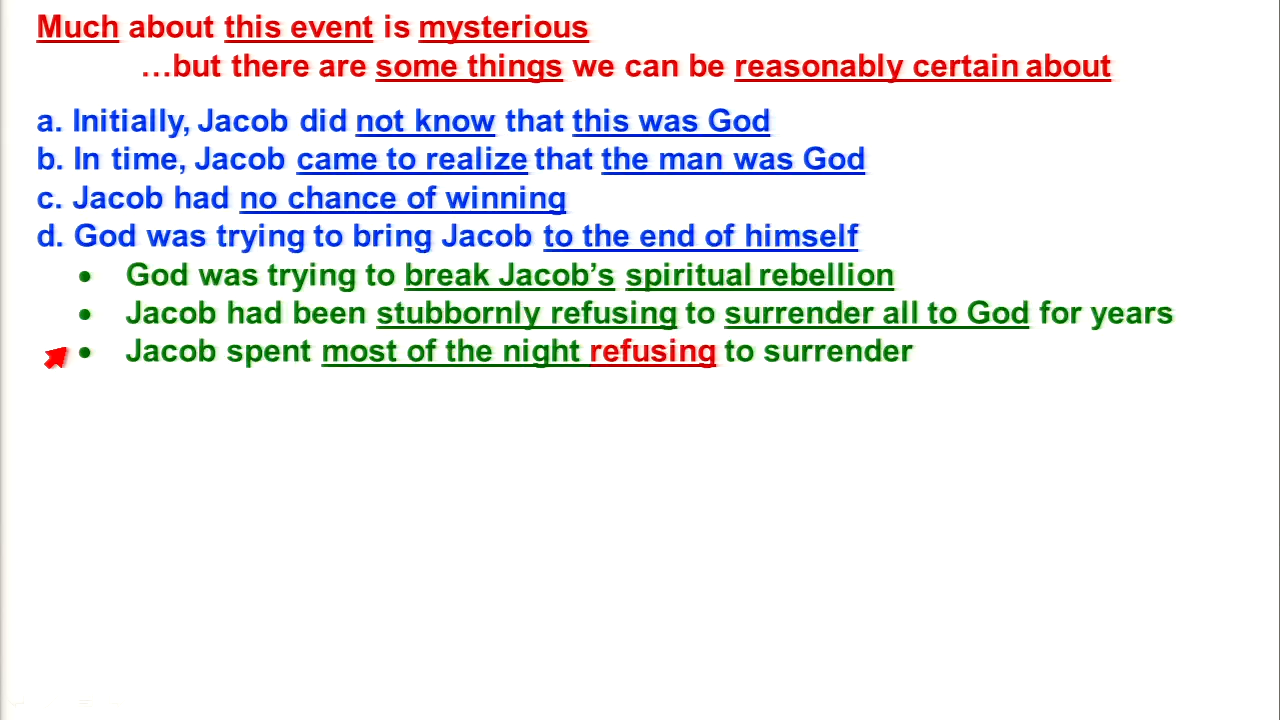 Much about this event is mysterious
…but there are some things we can be reasonably certain about
a. Initially, Jacob did not know that this was God
b. In time, Jacob came to realize that the man was God
c. Jacob had no chance of winning
d. God was trying to bring Jacob to the end of himself
• God was trying to break Jacob’s spiritual rebellion
• Jacob had been stubbornly refusing to surrender all to God for years
• Jacob spent most of the night refusing to surrender